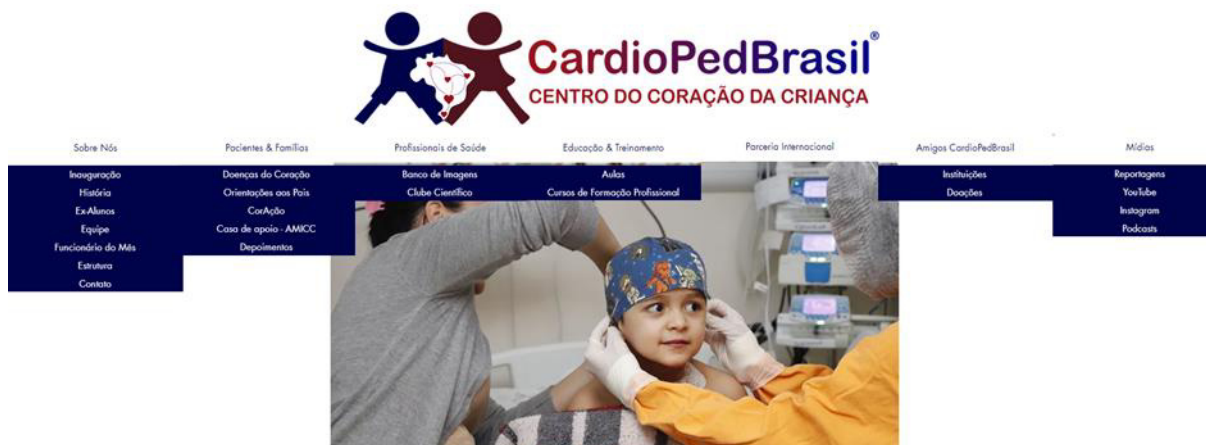 CardioPedBrasil®
CENTRO DO CORAÇÃO DA CRIANÇA
Sobre Nós
Inauguração
História
Ex-Alunos
Equipe
Funcionário do Mês
Estrutura
Contato
Pacientes & Famílias
Doenças do Coração
Orientações aos Pais
CorAção
Casa de apoio - AMICC
Depoimentos
Profissionais de Saúde
Banco de Imagens
Clube Científico
Educação & Treinamento
Aulas
Cursos de Formação Profissional
Parceria Internacional
Amigos CardioPedBrasil
Instituições
Doações
Mídias
Reportagens
YouTube
Instagram
Podcasts